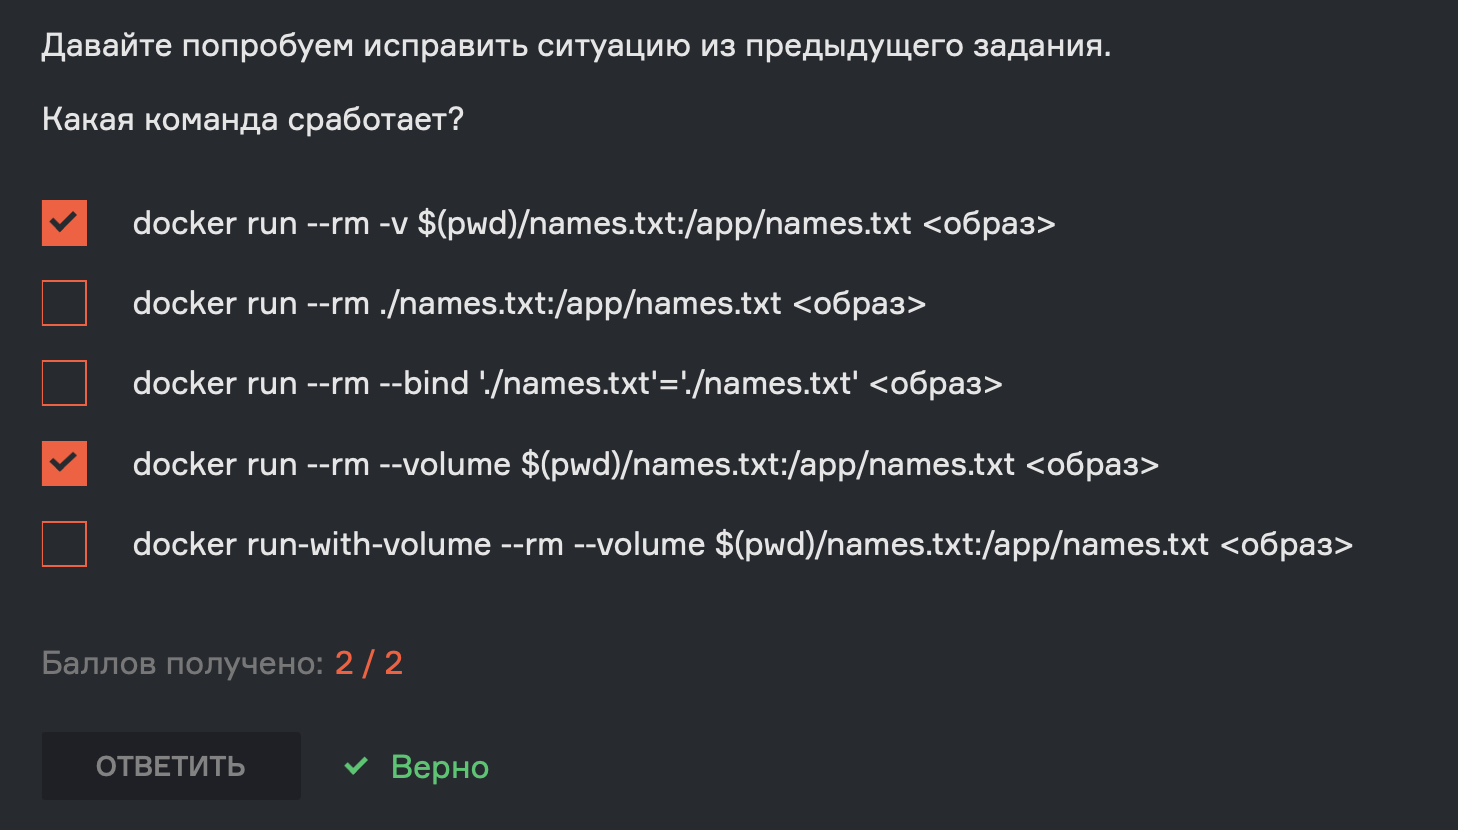 Давайте попробуем исправить ситуацию из предыдущего задания.
Какая команда сработает?
docker run --rm -v $(pwd)/names.txt:/app/names.txt <образ>
docker run --rm ./names.txt:/app/names.txt <образ>
docker run --rm --bind './names.txt'='./names.txt' <образ>
docker run --rm --volume $(pwd)/names.txt:/app/names.txt <образ>
docker run-with-volume --rm --volume $(pwd)/names.txt:/app/names.txt <образ>
Баллов получено: 2 / 2
ОТВЕТИТЬ
Верно